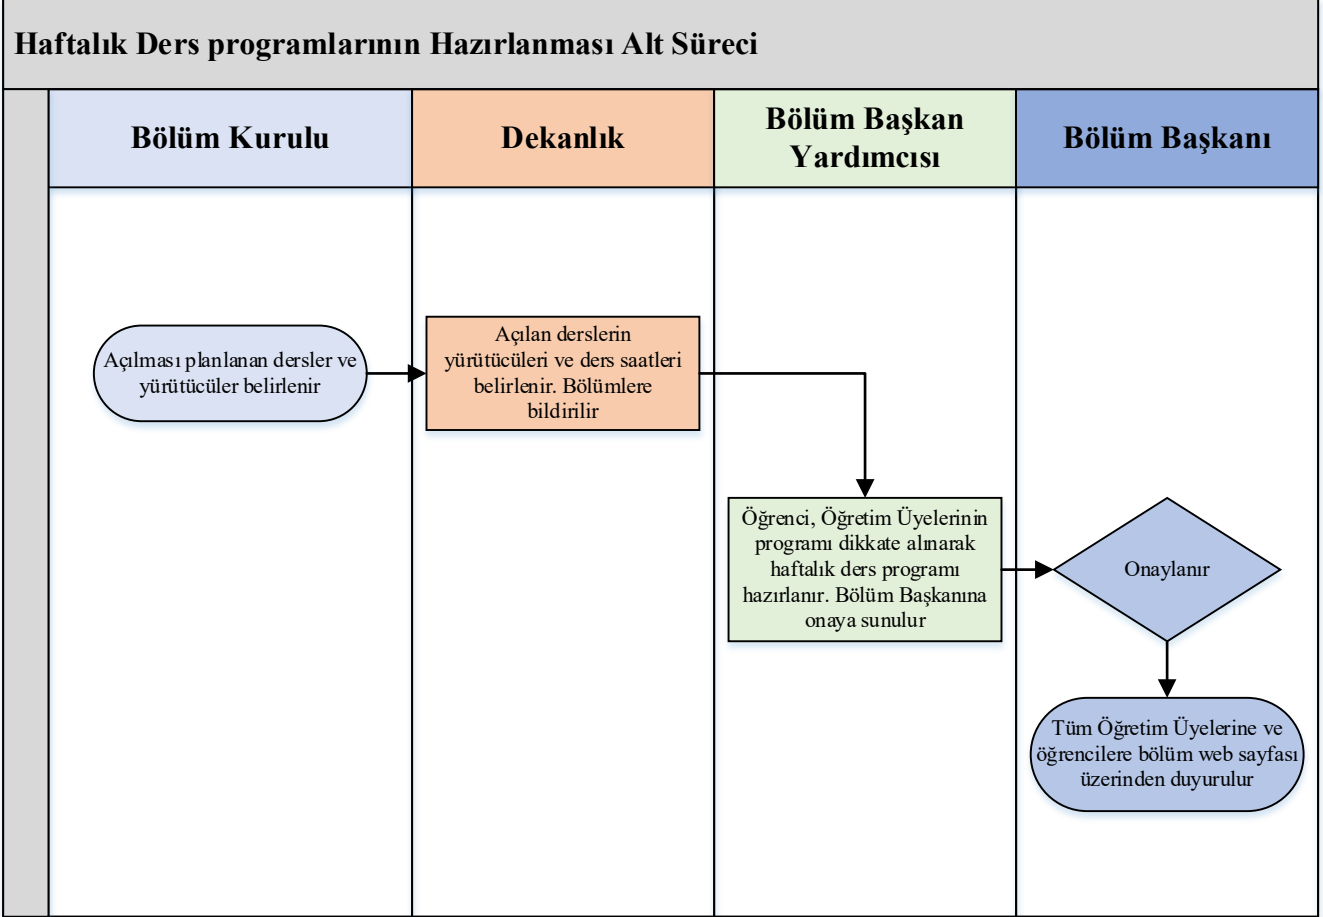 Haftalık Ders programlarının Hazırlanması Alt Süreci
Bölüm Kurulu
Dekanlık
Bölüm Başkan
Yardımcısı
Bölüm Başkanı
Açılması planlanan dersler ve
yürütücüler belirlenir
Açılan derslerin
yürütücüleri ve ders saatleri
belirlenir. Bölümlere
bildirilir
Öğrenci, Öğretim Üyelerinin
programı dikkate alınarak
haftalık ders programı
hazırlanır. Bölüm Başkanına
onaya sunulur
Onaylanır
Tüm Öğretim Üyelerine ve
öğrencilere bölüm web sayfası
üzerinden duyurulur